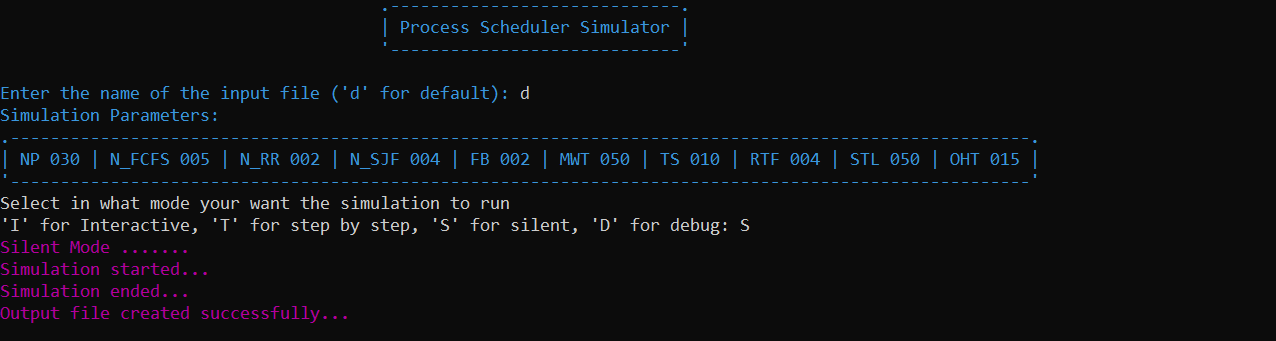 .-----------------------------.
| Process Scheduler Simulator |
'-----------------------------'
Enter the name of the input file ('d' for default): d
Simulation Parameters:
.------------------------------------------------------------------------------------------------------.
| NP 030 | N_FCFS 005 | N_RR 002 | N_SJF 004 | FB 002 | MWT 050 | TS 010 | RTF 004 | STL 050 | OHT 015 |
'------------------------------------------------------------------------------------------------------'
Select in what mode your want the simulation to run
'I' for Interactive, 'T' for step by step, 'S' for silent, 'D' for debug: S
Silent Mode .......
Simulation started...
Simulation ended...
Output file created successfully...